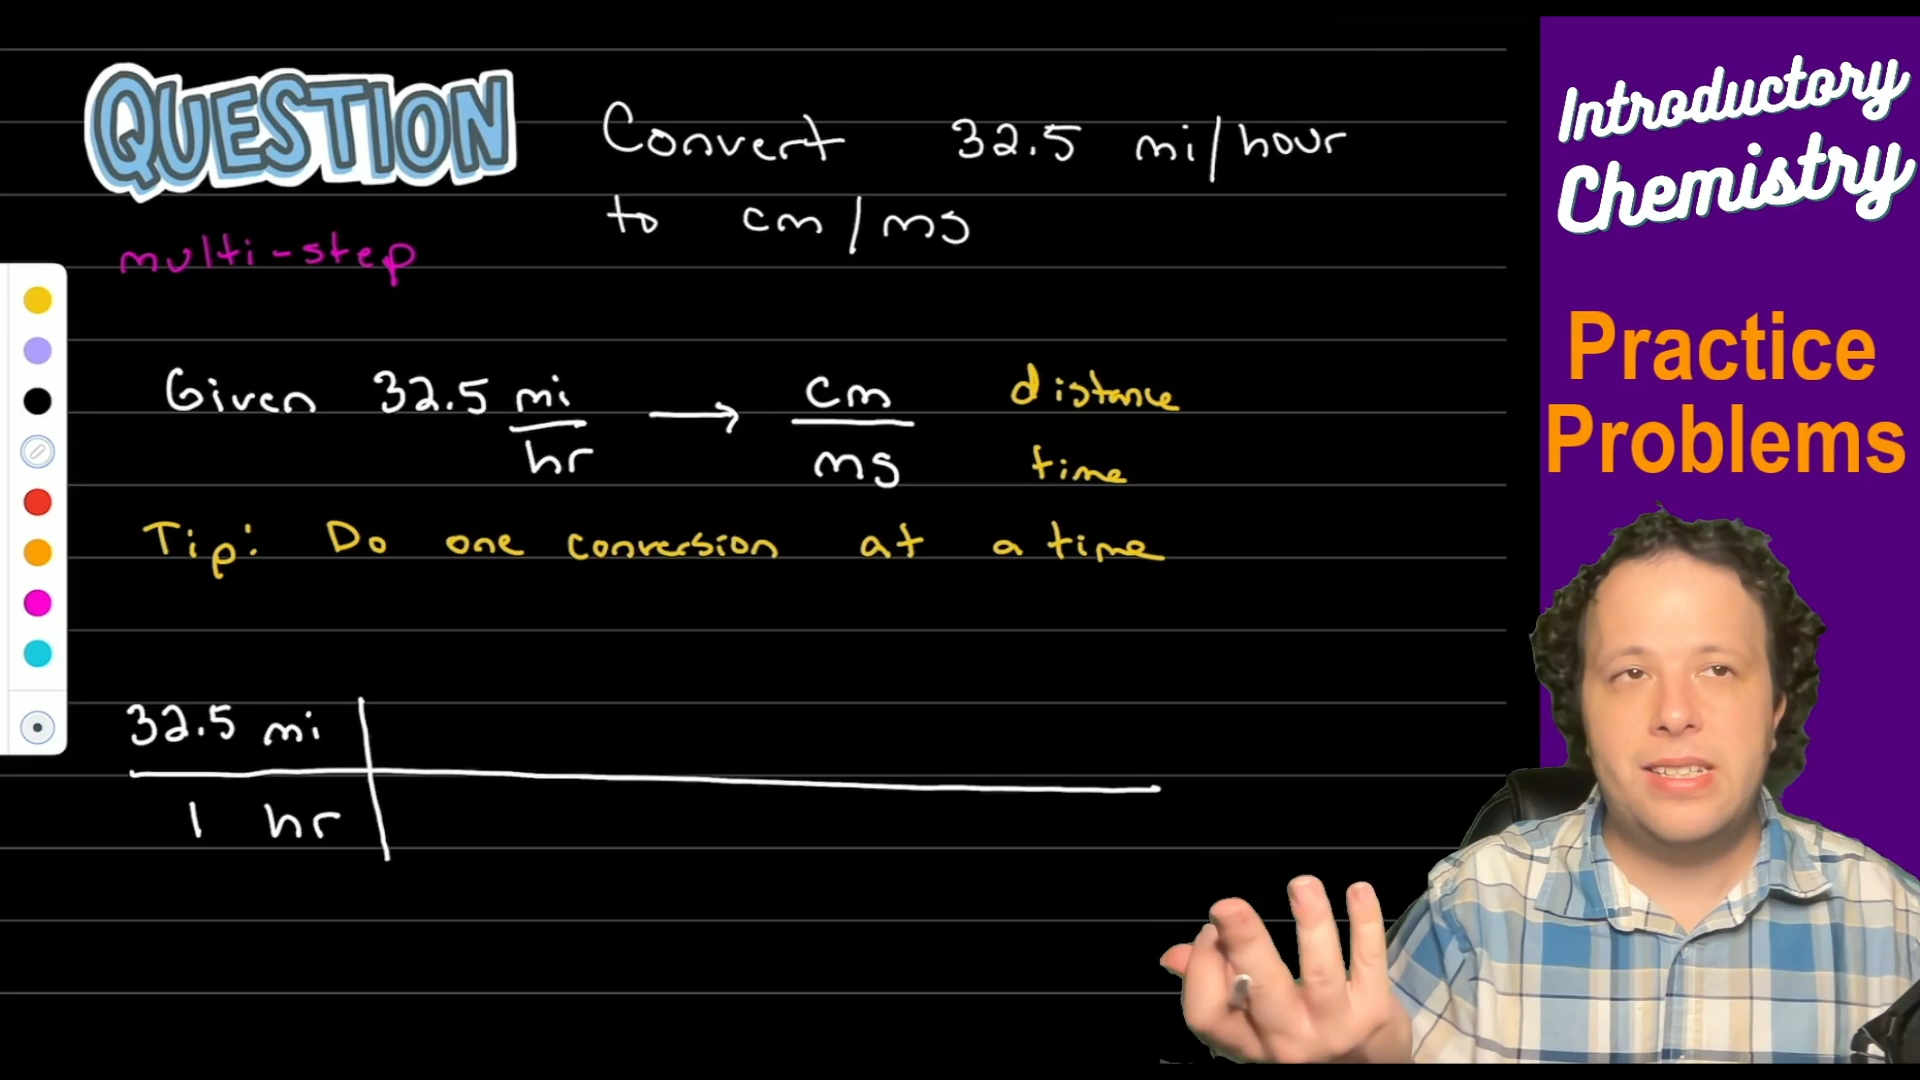 QUESTION
Convert 32.5 mi/hour
to cm/ms
multi-step
Given 32.5 mi/hr → cm/ms distance time
Tip: Do one conversion at a time
32.5 mi
1 hr
Introductory
Chemistry
Practice
Problems